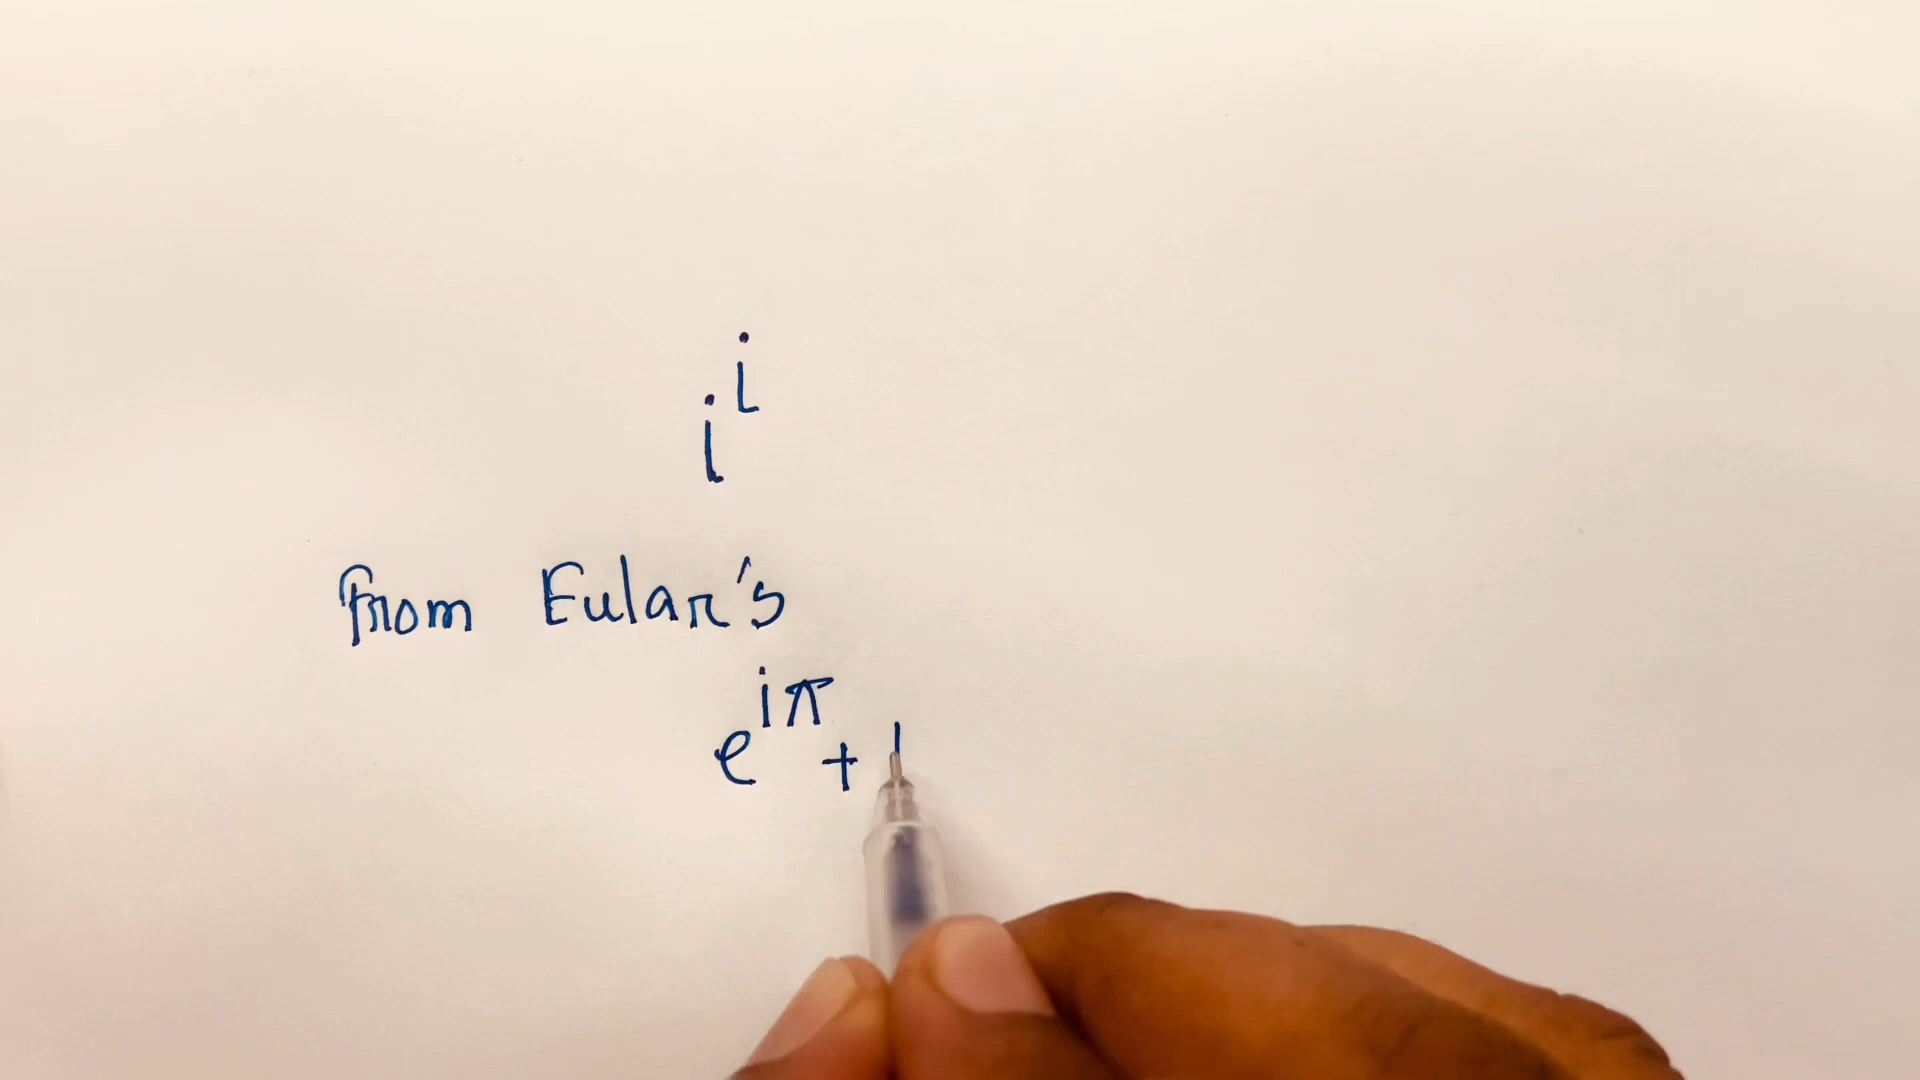 i^i
from Eular's
e^iπ + 1